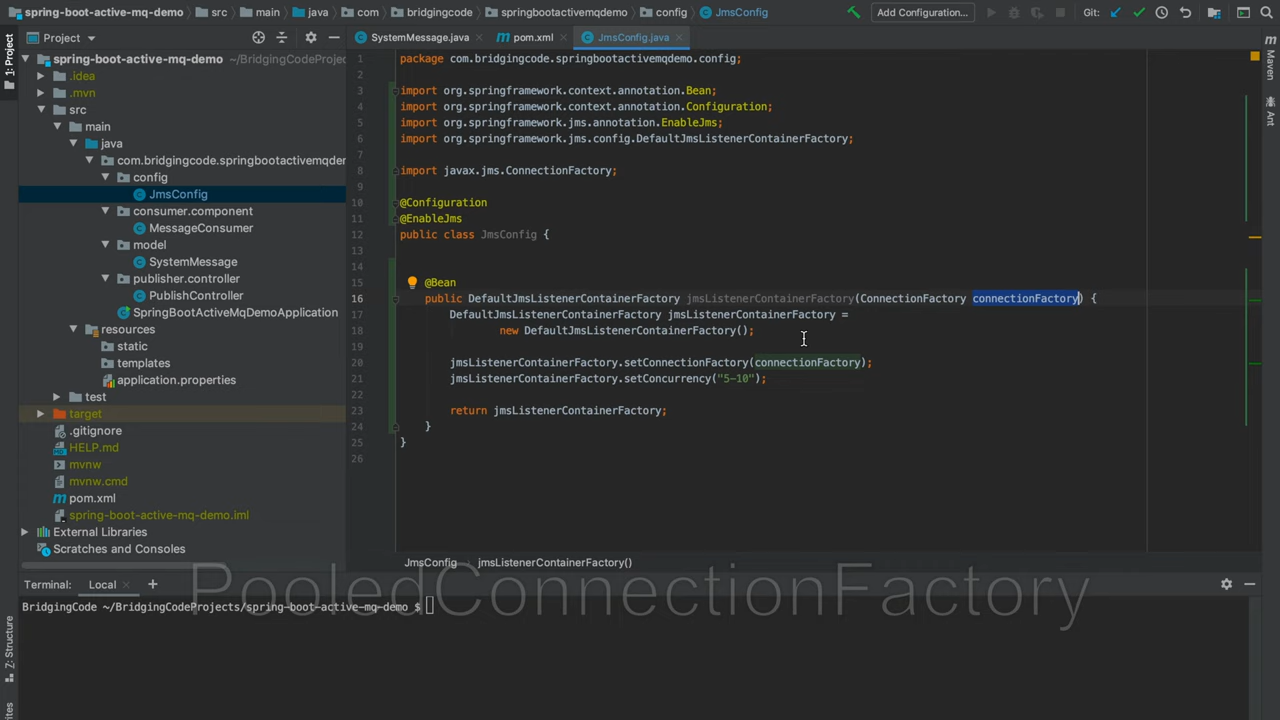 spring-boot-active-mq-demo src main java com bridgingcode springbootactivemqdemo config JmsConfig Add Configuration... Git:
Project SystemMessage.java pom.xml JmsConfig.java
spring-boot-active-mq-demo ~/BridgingCodeProjec
.idea
.mvn
src
main
java
com.bridgingcode.springbootactivemqdem
config
JmsConfig
consumer.component
MessageConsumer
model
SystemMessage
publisher.controller
PublishController
SpringBootActiveMqDemoApplication
resources
static
templates
application.properties
test
target
.gitignore
HELP.md
mvnw
mvnw.cmd
pom.xml
spring-boot-active-mq-demo.iml
External Libraries
Scratches and Consoles
1 package com.bridgingcode.springbootactivemqdemo.config;
2
3 import org.springframework.context.annotation.Bean;
4 import org.springframework.context.annotation.Configuration;
5 import org.springframework.jms.annotation.EnableJms;
6 import org.springframework.jms.config.DefaultJmsListenerContainerFactory;
7
8 import javax.jms.ConnectionFactory;
9
10 @Configuration
11 @EnableJms
12 public class JmsConfig {
13
14
15 @Bean
16 public DefaultJmsListenerContainerFactory jmsListenerContainerFactory(ConnectionFactory connectionFactory) {
17 DefaultJmsListenerContainerFactory jmsListenerContainerFactory =
18 new DefaultJmsListenerContainerFactory();
19
20 jmsListenerContainerFactory.setConnectionFactory(connectionFactory);
21 jmsListenerContainerFactory.setConcurrency("5-10");
22
23 return jmsListenerContainerFactory;
24 }
25 }
26
JmsConfig jmsListenerContainerFactory()
PooledConnectionFactory
Terminal: Local +
BridgingCode ~/BridgingCodeProjects/spring-boot-active-mq-demo $
1: Project
Z: Structure
Maven
Ant